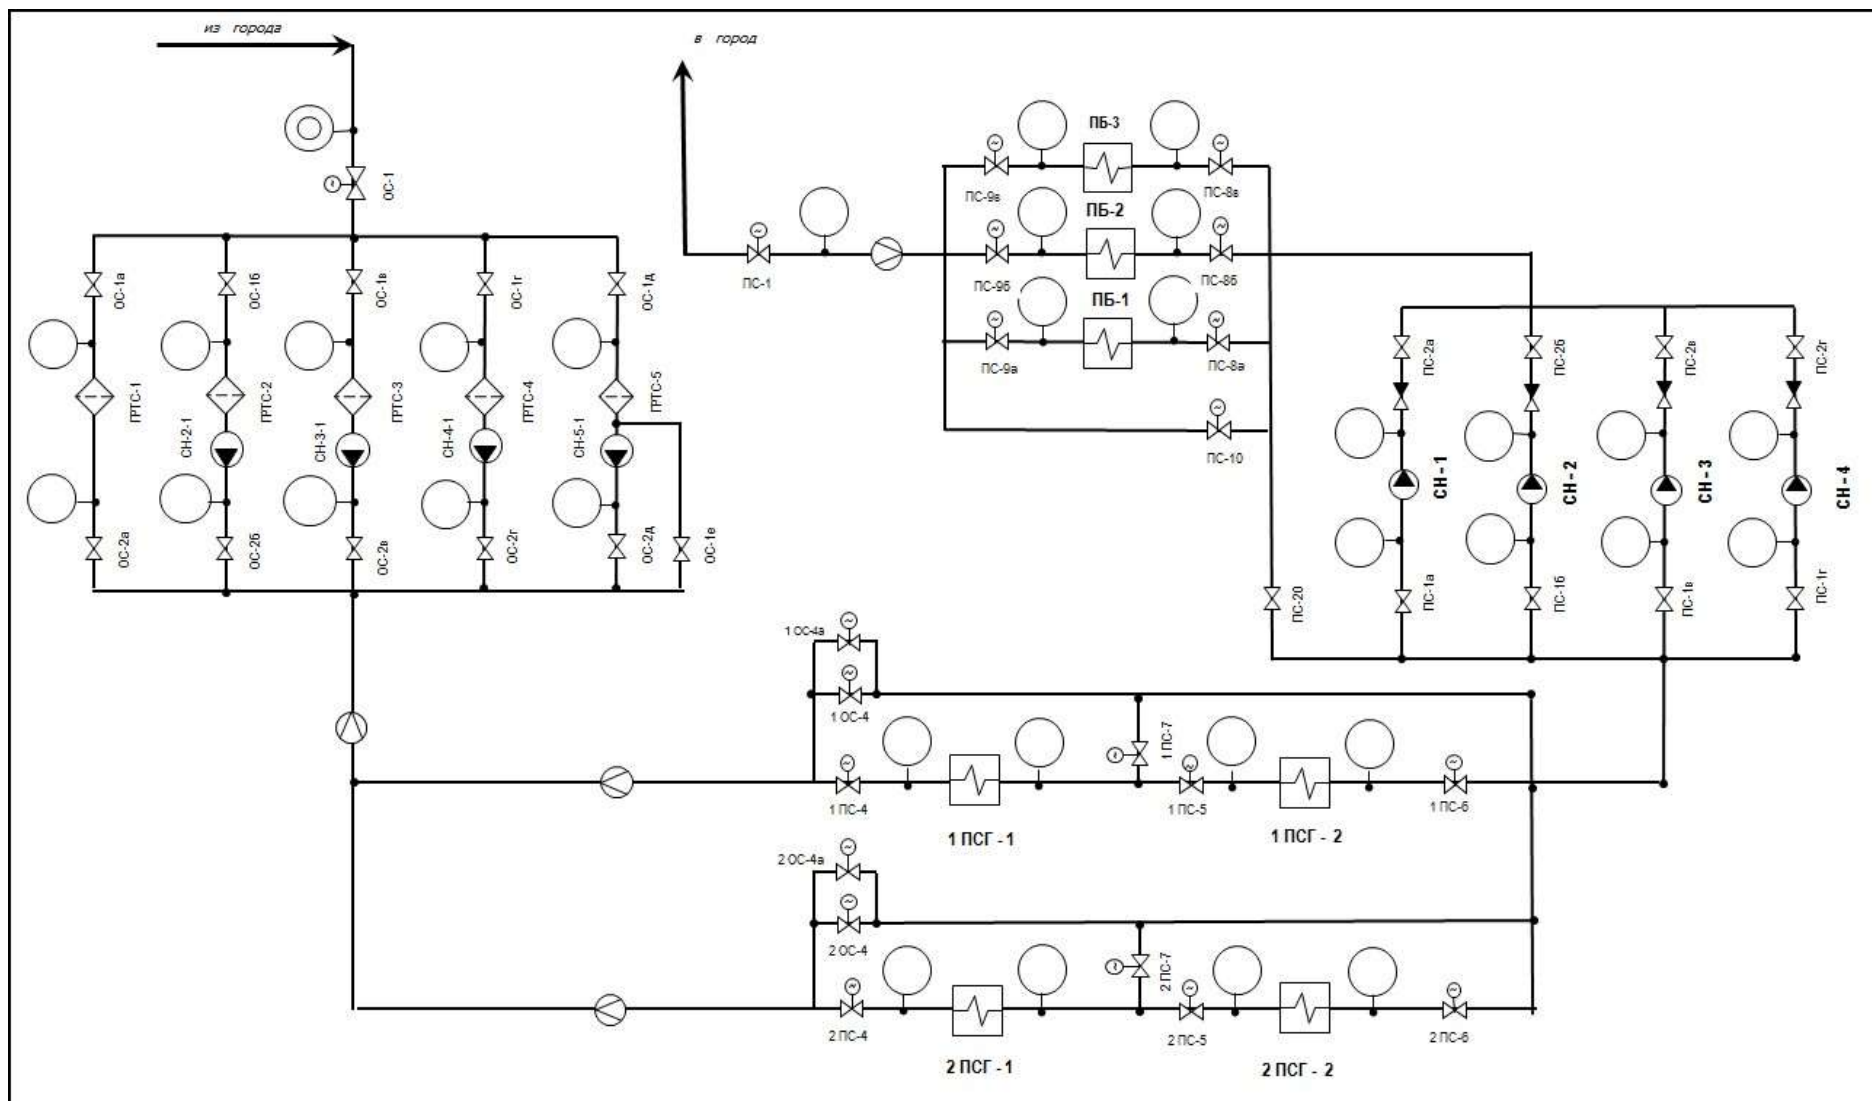 из города
в город
ПБ-3
ОС-1
ПС-9в
ПС-8в
ПБ-2
ПС-1
ПС-9б
ПС-8б
ОС-1а
ОС-1б
ОС-1в
ОС-1г
ОС-1д
ПБ-1
ПС-9а
ПС-8а
ПС-2а
ПС-2б
ПС-2в
ПС-2г
ГРТС-1
ГРТС-2
ГРТС-3
ГРТС-4
ГРТС-5
СН-2-1
СН-3-1
СН-4-1
СН-5-1
ПС-10
СН - 1
СН - 2
СН - 3
СН - 4
ОС-2а
ОС-2б
ОС-2в
ОС-2г
ОС-2д
ОС-1е
ПС-20
ПС-1а
ПС-1б
ПС-1в
ПС-1г
1 ОС-4а
1 ОС-4
1 ПС-7
1 ПС-4
1 ПС-5
1 ПС-6
1 ПСГ - 1
1 ПСГ - 2
2 ОС-4а
2 ОС-4
2 ПС-7
2 ПС-4
2 ПС-5
2 ПС-6
2 ПСГ - 1
2 ПСГ - 2